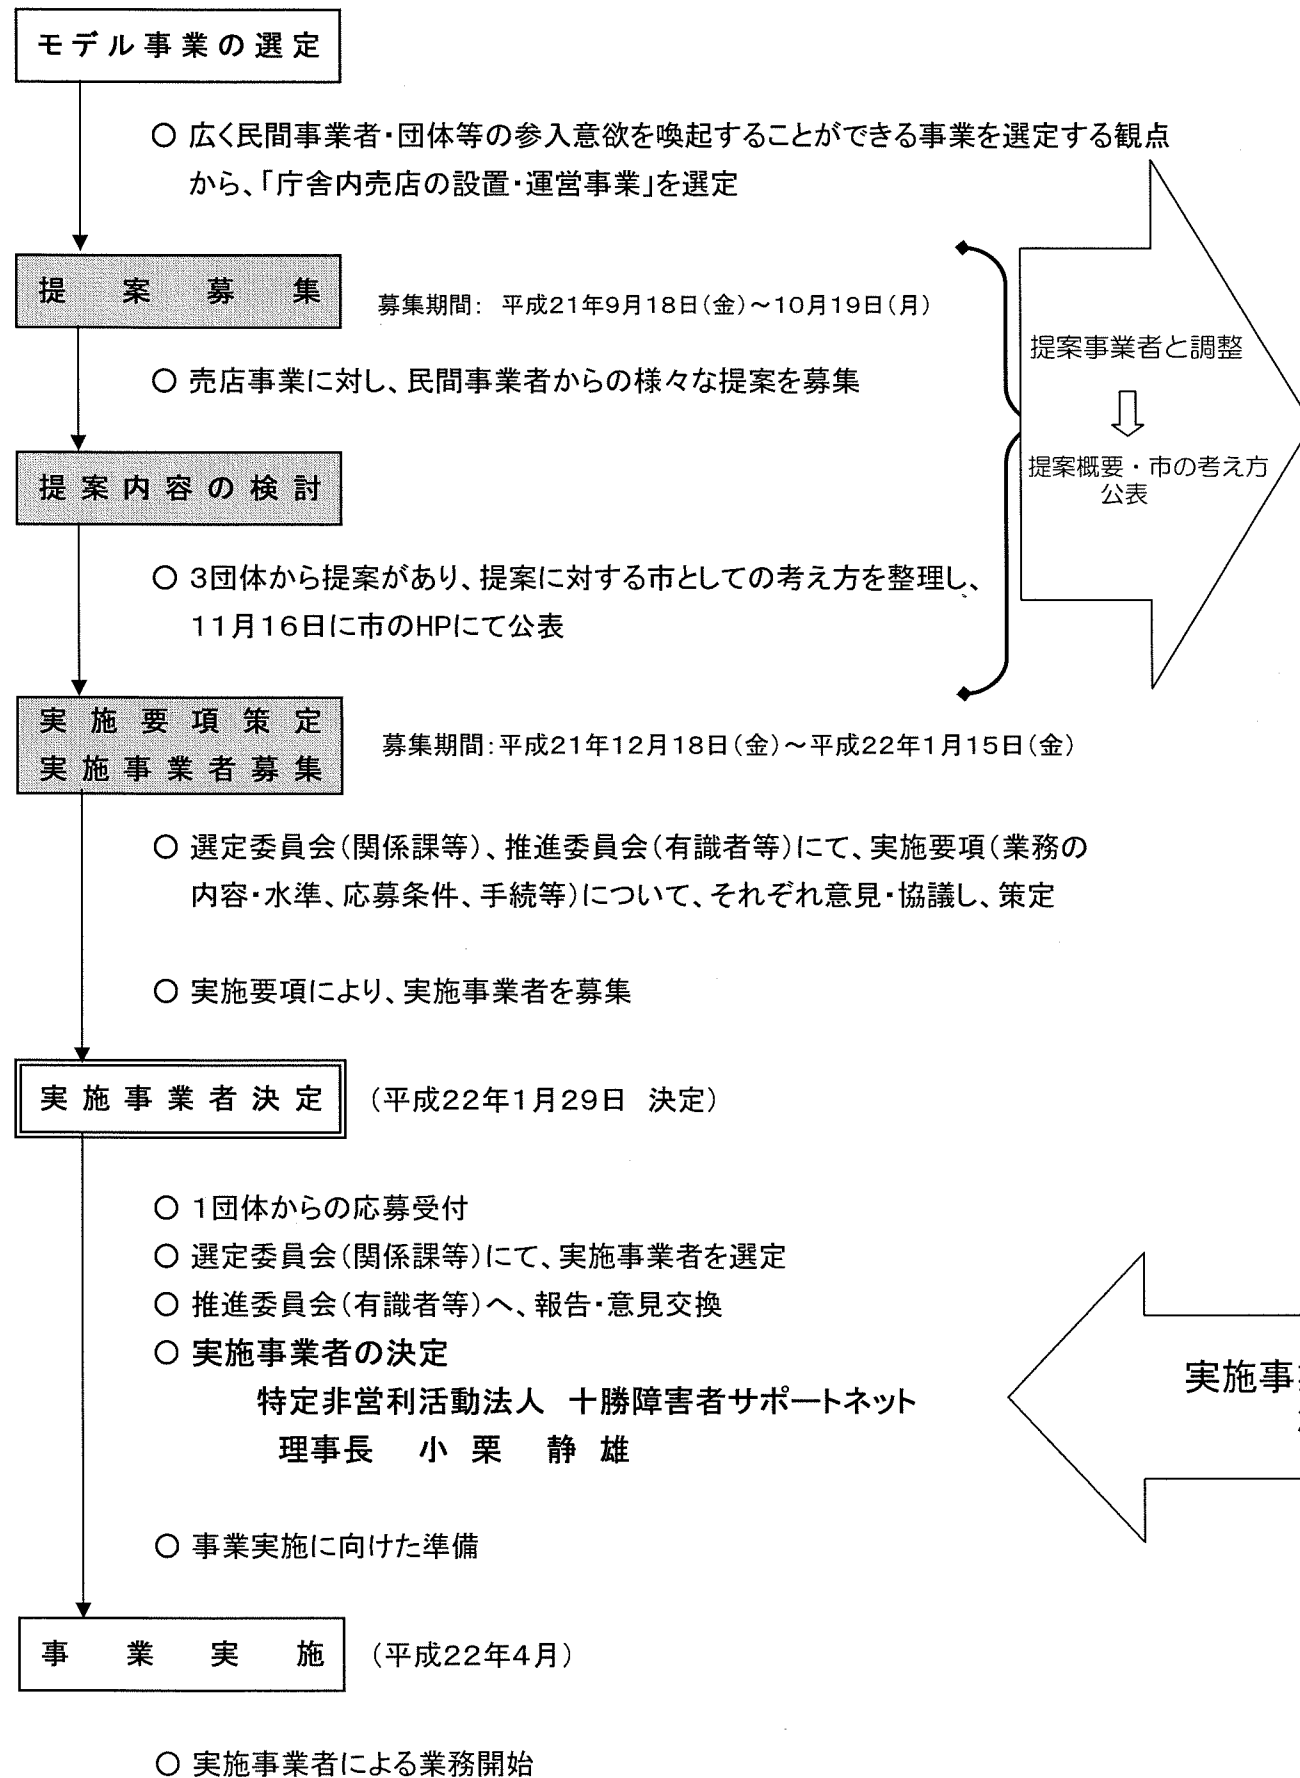 モデル事業の選定
○ 広く民間事業者・団体等の参入意欲を喚起することができる事業を選定する観点
から、「庁舎内売店の設置・運営事業」を選定
提案募集
募集期間： 平成21年9月18日（金）～10月19日（月）
○ 売店事業に対し、民間事業者からの様々な提案を募集
提案内容の検討
○ 3団体から提案があり、提案に対する市としての考え方を整理し、
11月16日に市のHPにて公表
提案事業者と調整
提案概要・市の考え方
公表
実施要項策定
実施事業者募集
募集期間：平成21年12月18日（金）～平成22年1月15日（金）
○ 選定委員会（関係課等）、推進委員会（有識者等）にて、実施要項（業務の
内容・水準、応募条件、手続等）について、それぞれ意見・協議し、策定
○ 実施要項により、実施事業者を募集
実施事業者決定
（平成22年1月29日 決定）
○ 1団体からの応募受付
○ 選定委員会（関係課等）にて、実施事業者を選定
○ 推進委員会（有識者等）へ、報告・意見交換
○ 実施事業者の決定
特定非営利活動法人 十勝障害者サポートネット
理事長 小栗 静雄
実施事
○ 事業実施に向けた準備
事業実施
（平成22年4月）
○ 実施事業者による業務開始